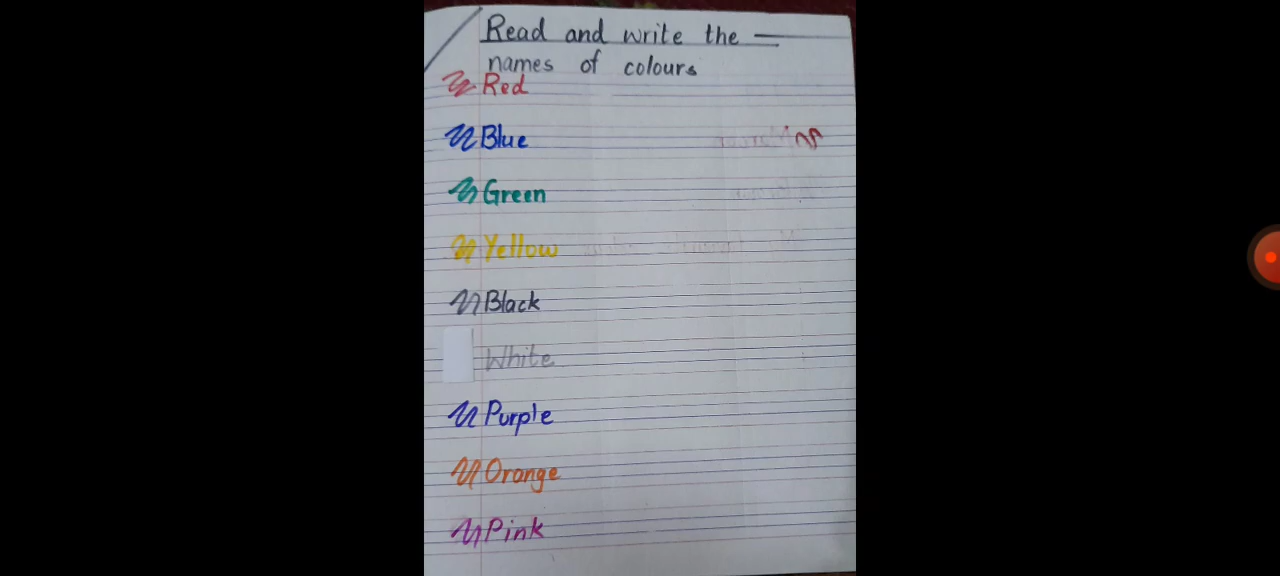 Read and write the
names of colours
Red
Blue
Green
Yellow
Black
White
Purple
Orange
Pink